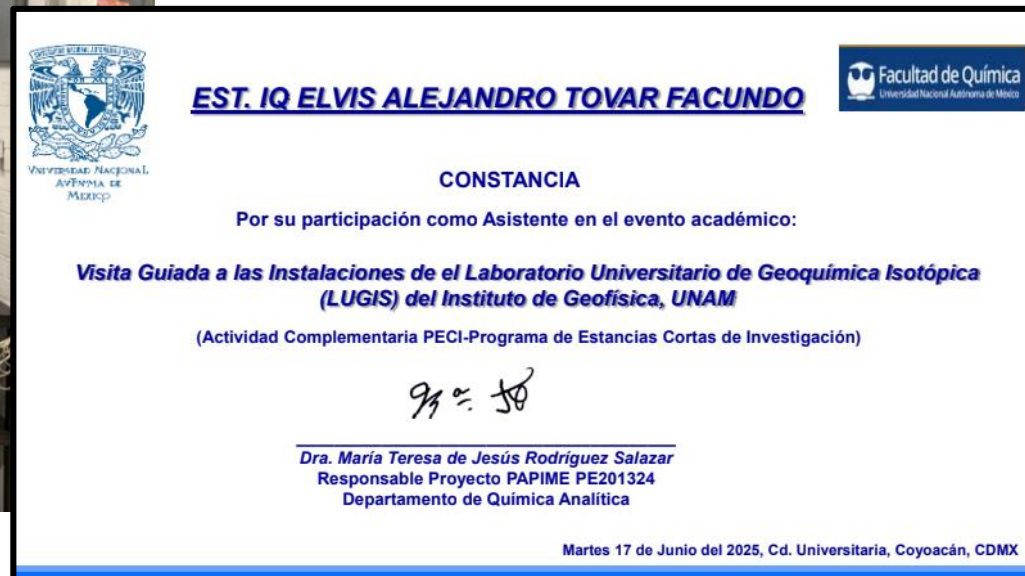 VNIVERSDAD NACIONAL
AVTNMA DE
MEXICO
Facultad de Química
Universidad Nacional Autónoma de México
EST. IQ ELVIS ALEJANDRO TOVAR FACUNDO
CONSTANCIA
Por su participación como Asistente en el evento académico:
Visita Guiada a las Instalaciones de el Laboratorio Universitario de Geoquímica Isotópica
(LUGIS) del Instituto de Geofísica, UNAM
(Actividad Complementaria PECI-Programa de Estancias Cortas de Investigación)
Dra. María Teresa de Jesús Rodríguez Salazar
Responsable Proyecto PAPIME PE201324
Departamento de Química Analítica
Martes 17 de Junio del 2025, Cd. Universitaria, Coyoacán, CDMX